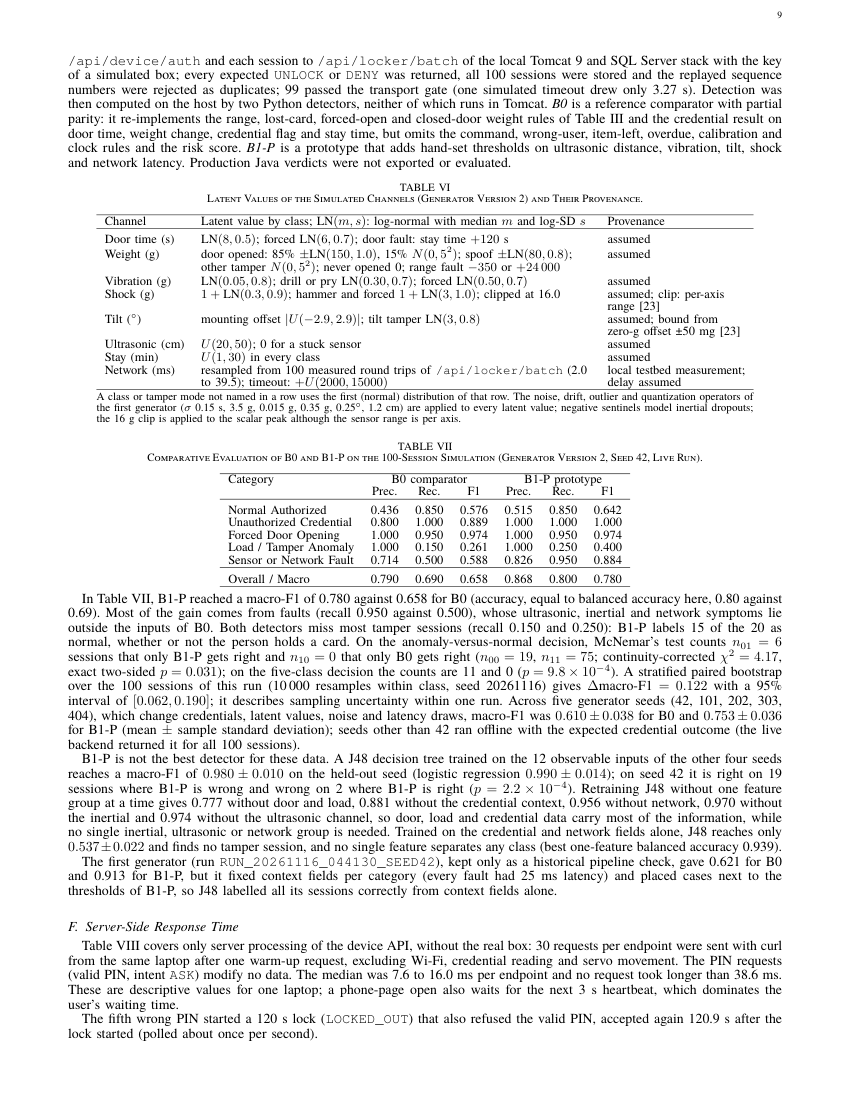 9
/api/device/auth and each session to /api/locker/batch of the local Tomcat 9 and SQL Server stack with the key
of a simulated box; every expected UNLOCK or DENY was returned, all 100 sessions were stored and the replayed sequence
numbers were rejected as duplicates; 99 passed the transport gate (one simulated timeout drew only 3.27 s). Detection was
then computed on the host by two Python detectors, neither of which runs in Tomcat. B0 is a reference comparator with partial
parity: it re-implements the range, lost-card, forced-open and closed-door weight rules of Table III and the credential result on
door time, weight change, credential flag and stay time, but omits the command, wrong-user, item-left, overdue, calibration and
clock rules and the risk score. B1-P is a prototype that adds hand-set thresholds on ultrasonic distance, vibration, tilt, shock
and network latency. Production Java verdicts were not exported or evaluated.
TABLE VI
LATENT VALUES OF THE SIMULATED CHANNELS (GENERATOR VERSION 2) AND THEIR PROVENANCE.
Channel Latent value by class; LN(m, s): log-normal with median m and log-SD s Provenance
Door time (s) LN(8, 0.5); forced LN(6, 0.7); door fault: stay time +120 s assumed
Weight (g) door opened: 85% ±LN(150, 1.0), 15% N(0, 5²); spoof ±LN(80, 0.8); assumed
other tamper N(0, 5²); never opened 0; range fault −350 or +24 000
Vibration (g) LN(0.05, 0.8); drill or pry LN(0.30, 0.7); forced LN(0.50, 0.7) assumed
Shock (g) 1 + LN(0.3, 0.9); hammer and forced 1 + LN(3, 1.0); clipped at 16.0 assumed; clip: per-axis
range [23]
Tilt (°) mounting offset |U(−2.9, 2.9)|; tilt tamper LN(3, 0.8) assumed; bound from
zero-g offset ±50 mg [23]
Ultrasonic (cm) U(20, 50); 0 for a stuck sensor assumed
Stay (min) U(1, 30) in every class assumed
Network (ms) resampled from 100 measured round trips of /api/locker/batch (2.0 local testbed measurement;
to 39.5); timeout: +U(2000, 15000) delay assumed
A class or tamper mode not named in a row uses the first (normal) distribution of that row. The noise, drift, outlier and quantization operators of
the first generator (σ 0.15 s, 3.5 g, 0.015 g, 0.35 g, 0.25°, 1.2 cm) are applied to every latent value; negative sentinels model inertial dropouts;
the 16 g clip is applied to the scalar peak although the sensor range is per axis.
TABLE VII
COMPARATIVE EVALUATION OF B0 AND B1-P ON THE 100-SESSION SIMULATION (GENERATOR VERSION 2, SEED 42, LIVE RUN).
Category B0 comparator B1-P prototype
Prec. Rec. F1 Prec. Rec. F1
Normal Authorized 0.436 0.850 0.576 0.515 0.850 0.642
Unauthorized Credential 0.800 1.000 0.889 1.000 1.000 1.000
Forced Door Opening 1.000 0.950 0.974 1.000 0.950 0.974
Load / Tamper Anomaly 1.000 0.150 0.261 1.000 0.250 0.400
Sensor or Network Fault 0.714 0.500 0.588 0.826 0.950 0.884
Overall / Macro 0.790 0.690 0.658 0.868 0.800 0.780
In Table VII, B1-P reached a macro-F1 of 0.780 against 0.658 for B0 (accuracy, equal to balanced accuracy here, 0.80 against
0.69). Most of the gain comes from faults (recall 0.950 against 0.500), whose ultrasonic, inertial and network symptoms lie
outside the inputs of B0. Both detectors miss most tamper sessions (recall 0.150 and 0.250): B1-P labels 15 of the 20 as
normal, whether or not the person holds a card. On the anomaly-versus-normal decision, McNemar's test counts n01 = 6
sessions that only B1-P gets right and n10 = 0 that only B0 gets right (n00 = 19, n11 = 75; continuity-corrected χ² = 4.17,
exact two-sided p = 0.031); on the five-class decision the counts are 11 and 0 (p = 9.8 × 10⁻⁴). A stratified paired bootstrap
over the 100 sessions of this run (10 000 resamples within class, seed 20261116) gives Δmacro-F1 = 0.122 with a 95%
interval of [0.062, 0.190]; it describes sampling uncertainty within one run. Across five generator seeds (42, 101, 202, 303,
404), which change credentials, latent values, noise and latency draws, macro-F1 was 0.610 ± 0.038 for B0 and 0.753 ± 0.036
for B1-P (mean ± sample standard deviation); seeds other than 42 ran offline with the expected credential outcome (the live
backend returned it for all 100 sessions).
B1-P is not the best detector for these data. A J48 decision tree trained on the 12 observable inputs of the other four seeds
reaches a macro-F1 of 0.980 ± 0.010 on the held-out seed (logistic regression 0.990 ± 0.014); on seed 42 it is right on 19
sessions where B1-P is wrong and wrong on 2 where B1-P is right (p = 2.2 × 10⁻⁴). Retraining J48 without one feature
group at a time gives 0.777 without door and load, 0.881 without the credential context, 0.956 without network, 0.970 without
the inertial and 0.974 without the ultrasonic channel, so door, load and credential data carry most of the information, while
no single inertial, ultrasonic or network group is needed. Trained on the credential and network fields alone, J48 reaches only
0.537 ± 0.022 and finds no tamper session, and no single feature separates any class (best one-feature balanced accuracy 0.939).
The first generator (run RUN_20261116_044130_SEED42), kept only as a historical pipeline check, gave 0.621 for B0
and 0.913 for B1-P, but it fixed context fields per category (every fault had 25 ms latency) and placed cases next to the
thresholds of B1-P, so J48 labelled all its sessions correctly from context fields alone.
F. Server-Side Response Time
Table VIII covers only server processing of the device API, without the real box: 30 requests per endpoint were sent with curl
from the same laptop after one warm-up request, excluding Wi-Fi, credential reading and servo movement. The PIN requests
(valid PIN, intent ASK) modify no data. The median was 7.6 to 16.0 ms per endpoint and no request took longer than 38.6 ms.
These are descriptive values for one laptop; a phone-page open also waits for the next 3 s heartbeat, which dominates the
user's waiting time.
The fifth wrong PIN started a 120 s lock (LOCKED_OUT) that also refused the valid PIN, accepted again 120.9 s after the
lock started (polled about once per second).